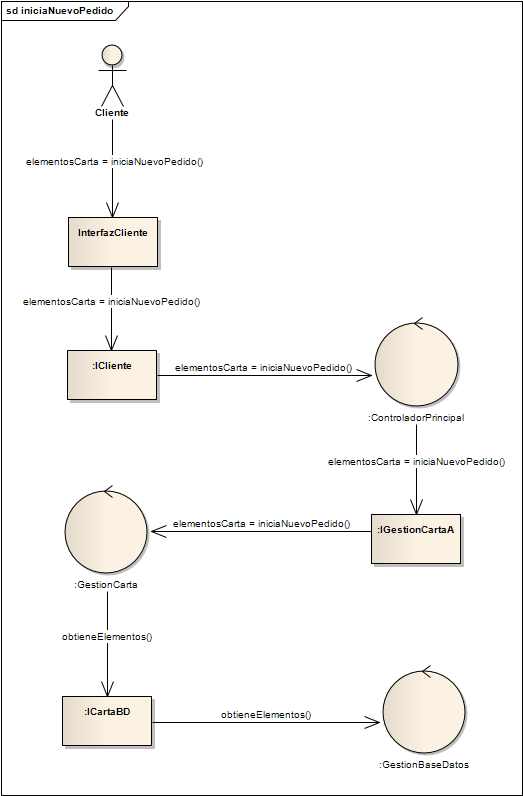 sd iniciaNuevoPedido
Cliente
elementosCarta = iniciaNuevoPedido()
InterfazCliente
elementosCarta = iniciaNuevoPedido()
:ICliente
elementosCarta = iniciaNuevoPedido()
:ControladorPrincipal
elementosCarta = iniciaNuevoPedido()
:IGestionCartaA
elementosCarta = iniciaNuevoPedido()
:GestionCarta
obtieneElementos()
:ICartaBD
obtieneElementos()
:GestionBaseDatos